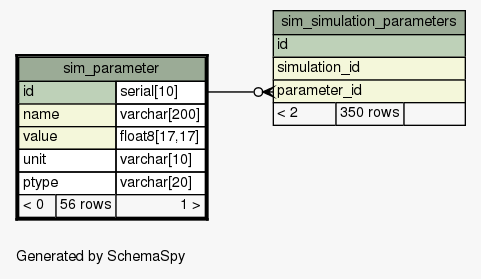 sim_simulation_parameters
id
simulation_id
parameter_id
< 2 350 rows
sim_parameter
id serial[10]
name varchar[200]
value float8[17,17]
unit varchar[10]
ptype varchar[20]
< 0 56 rows 1 >
Generated by SchemaSpy